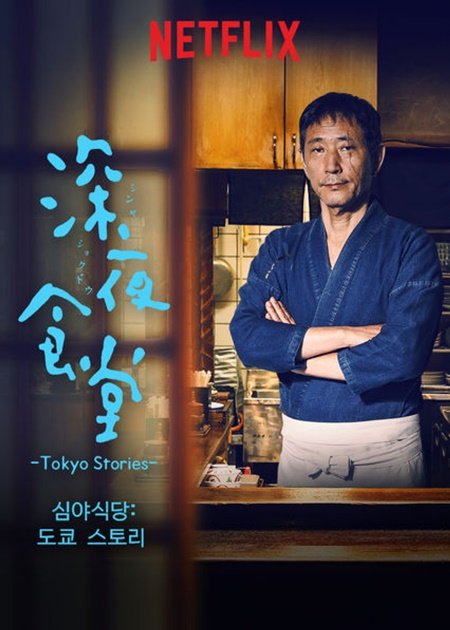 NETFLIX
深夜
シンヤ
食堂
ショクドウ
-Tokyo Stories-
심야식당:
도쿄 스토리